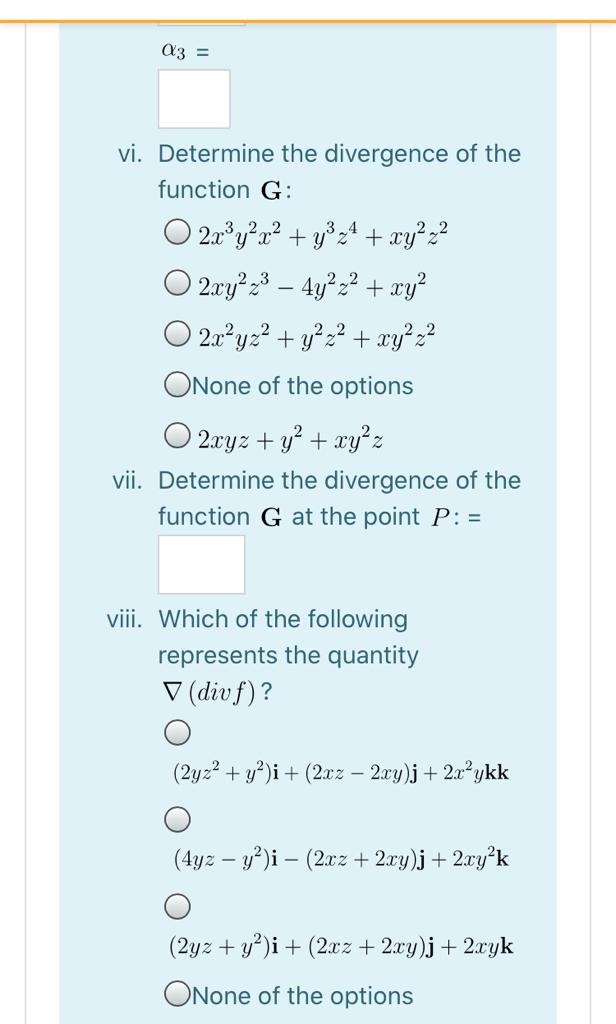 α₃ =
vi. Determine the divergence of the
function G:
2x³y²x² + y³z⁴ + xy²z²
2xy²z³ − 4y²z² + xy²
2x²yz² + y²z² + xy²z²
None of the options
2xyz + y² + xy²z
vii. Determine the divergence of the
function G at the point P: =
viii. Which of the following
represents the quantity
∇ (divf)?
(2yz² + y²)i + (2xz − 2xy)j + 2x²ykk
(4yz − y²)i − (2xz + 2xy)j + 2xy²k
(2yz + y²)i + (2xz + 2xy)j + 2xyk
None of the options